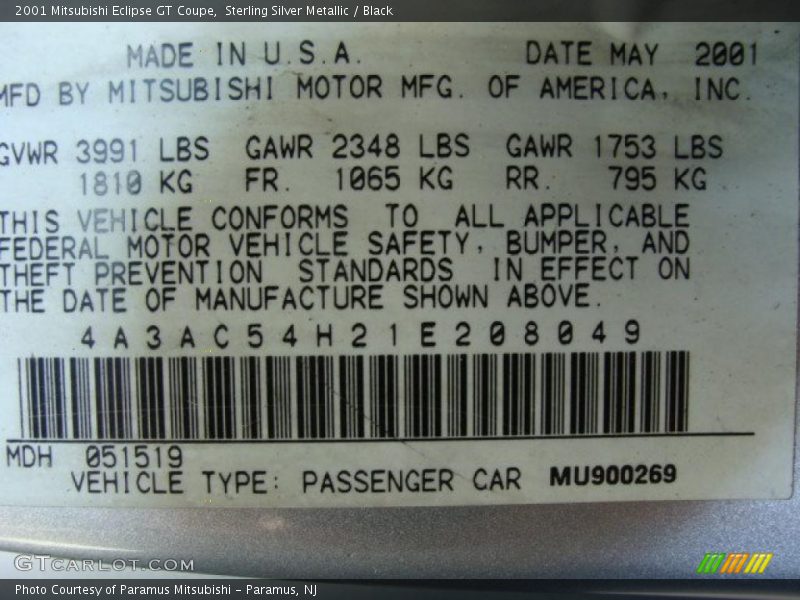 2001 Mitsubishi Eclipse GT Coupe, Sterling Silver Metallic / Black
MADE IN U.S.A. DATE MAY 2001
MFD BY MITSUBISHI MOTOR MFG. OF AMERICA, INC.
GVWR 3991 LBS GAWR 2348 LBS GAWR 1753 LBS
1810 KG FR. 1065 KG RR. 795 KG
THIS VEHICLE CONFORMS TO ALL APPLICABLE
FEDERAL MOTOR VEHICLE SAFETY, BUMPER, AND
THEFT PREVENTION STANDARDS IN EFFECT ON
THE DATE OF MANUFACTURE SHOWN ABOVE.
4A3AC54H21E208049
MDH 051519
VEHICLE TYPE: PASSENGER CAR MU900269
GTCARLOT.COM
Photo Courtesy of Paramus Mitsubishi - Paramus, NJ